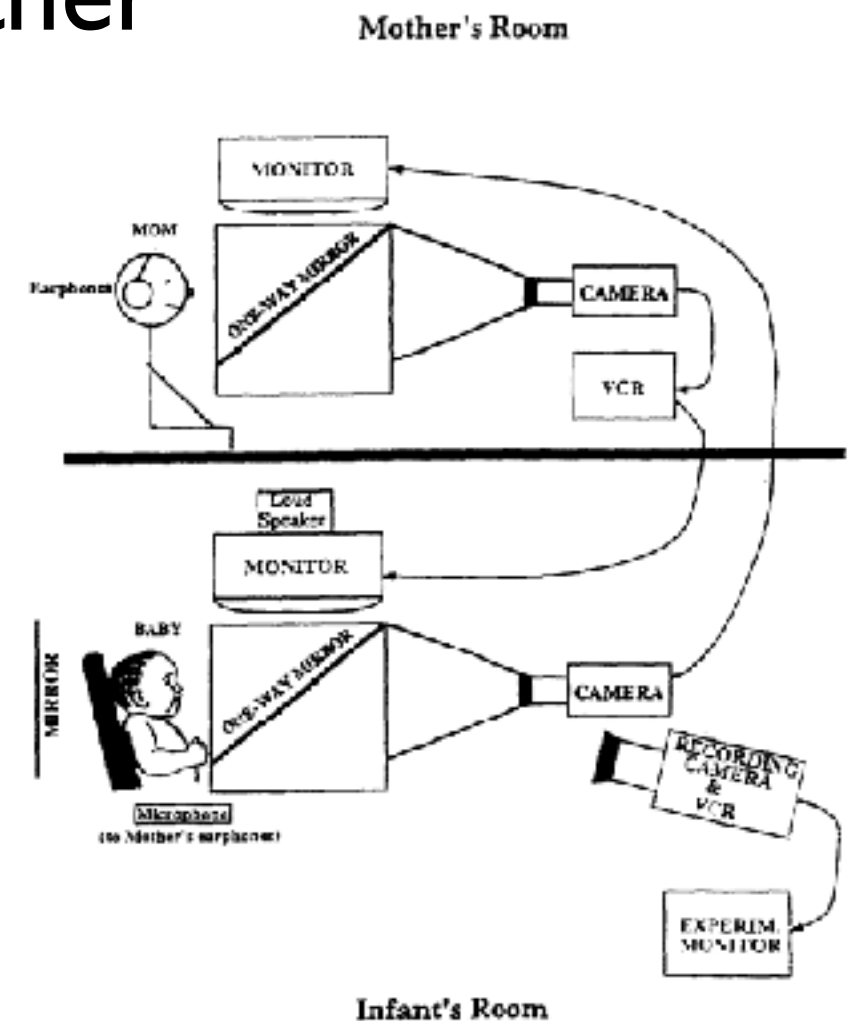 Mother's Room
MONITOR
MOM
Earphones
ONE-WAY MIRROR
CAMERA
VCR
Loud
Speaker
MONITOR
BABY
MIRROR
ONE-WAY MIRROR
CAMERA
RECORDING
CAMERA
&
VCR
Microphone
(to Mother's earphones)
EXPERIM.
MONITOR
Infant's Room